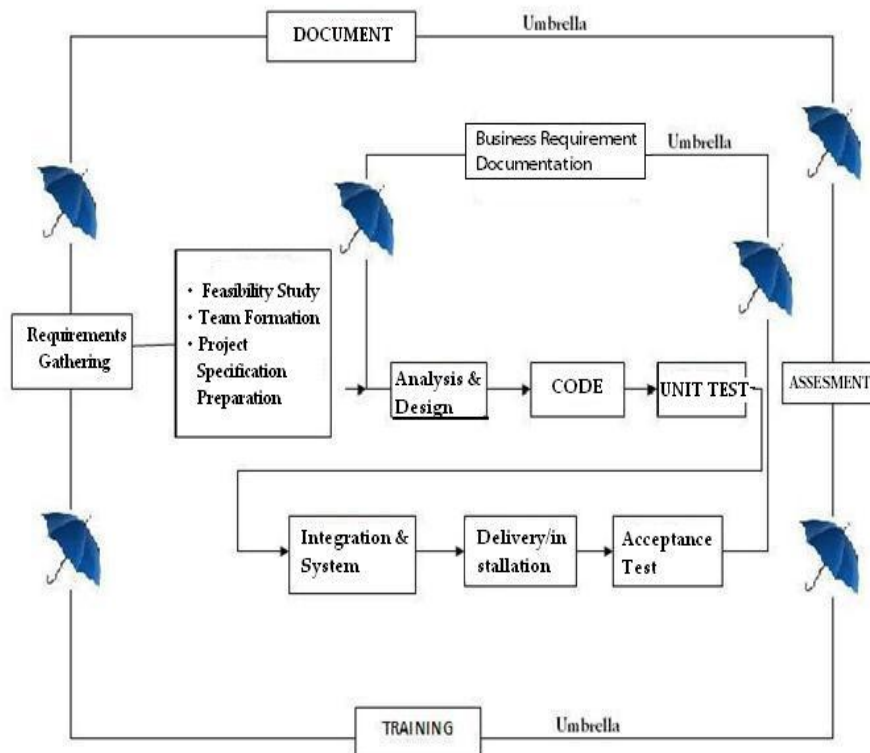 DOCUMENT
Umbrella
Business Requirement
Documentation
Umbrella
• Feasibility Study
• Team Formation
• Project
Specification
Preparation
Requirements
Gathering
Analysis &
Design
CODE
UNIT TEST
ASSESMENT
Integration &
System
Delivery/in
stallation
Acceptance
Test
TRAINING
Umbrella